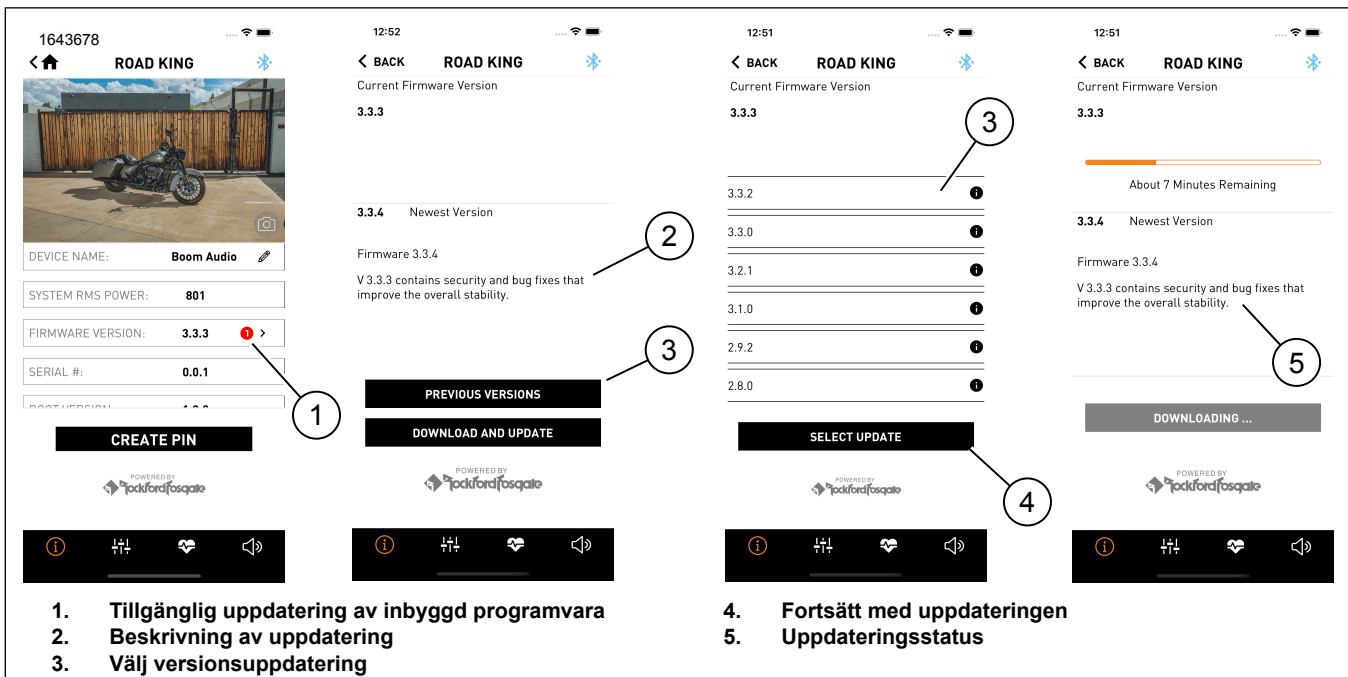 1643678
ROAD KING
DEVICE NAME: Boom Audio
SYSTEM RMS POWER: 801
FIRMWARE VERSION: 3.3.3 1
SERIAL #: 0.0.1
1
CREATE PIN
POWERED BY
Rockford Fosgate
12:52
BACK ROAD KING
Current Firmware Version
3.3.3
3.3.4 Newest Version
2
Firmware 3.3.4
V 3.3.3 contains security and bug fixes that
improve the overall stability.
3
PREVIOUS VERSIONS
DOWNLOAD AND UPDATE
POWERED BY
Rockford Fosgate
12:51
BACK ROAD KING
Current Firmware Version
3.3.3
3
3.3.2
3.3.0
3.2.1
3.1.0
2.9.2
2.8.0
SELECT UPDATE
4
POWERED BY
Rockford Fosgate
12:51
BACK ROAD KING
Current Firmware Version
3.3.3
About 7 Minutes Remaining
3.3.4 Newest Version
Firmware 3.3.4
V 3.3.3 contains security and bug fixes that
improve the overall stability.
5
DOWNLOADING ...
POWERED BY
Rockford Fosgate
1. Tillgänglig uppdatering av inbyggd programvara
2. Beskrivning av uppdatering
3. Välj versionsuppdatering
4. Fortsätt med uppdateringen
5. Uppdateringsstatus